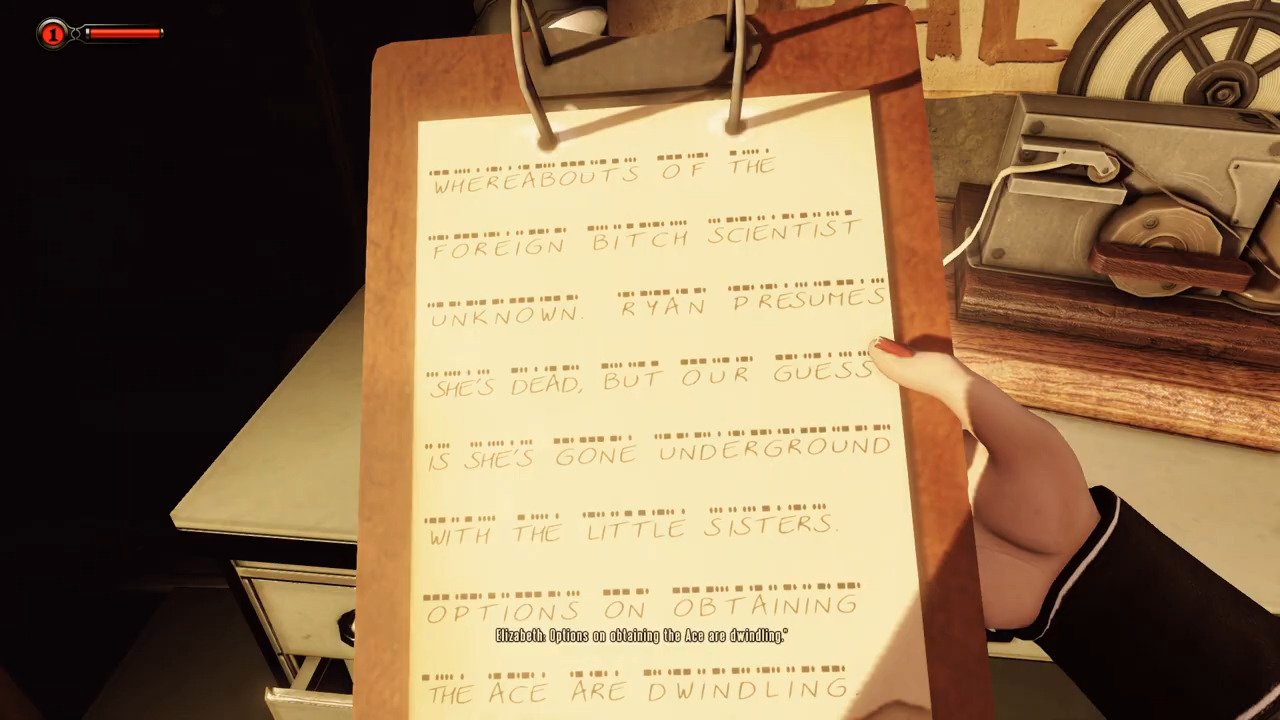 1
WHEREABOUTS OF THE
FOREIGN BITCH SCIENTIST
UNKNOWN. RYAN PRESUMES
SHE'S DEAD, BUT OUR GUESS
IS SHE'S GONE UNDERGROUND
WITH THE LITTLE SISTERS.
OPTIONS ON OBTAINING
Elizabeth: Options on obtaining the Ace are dwindling."
THE ACE ARE DWINDLING.